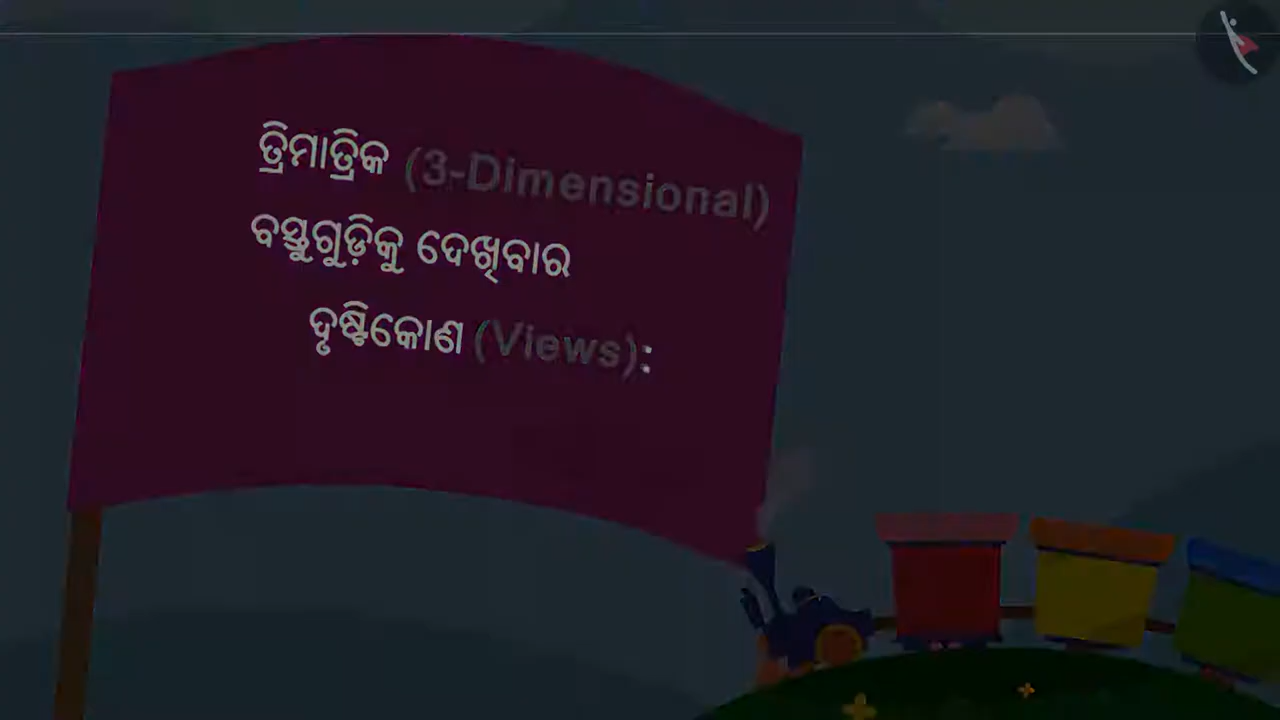 ତ୍ରିମାତ୍ରିକ (3-Dimensional)
ବସ୍ତୁଗୁଡ଼ିକୁ ଦେଖିବାର
ଦୃଷ୍ଟିକୋଣ (Views):